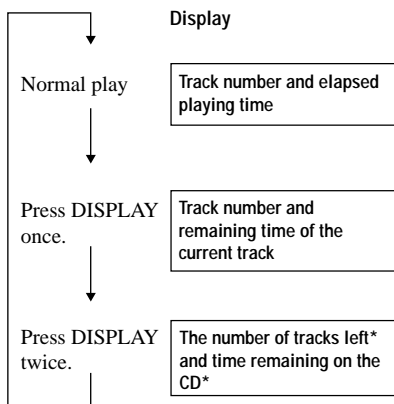 Display
Normal play
Track number and elapsed
playing time
Press DISPLAY
once.
Track number and
remaining time of the
current track
Press DISPLAY
twice.
The number of tracks left*
and time remaining on the
CD*